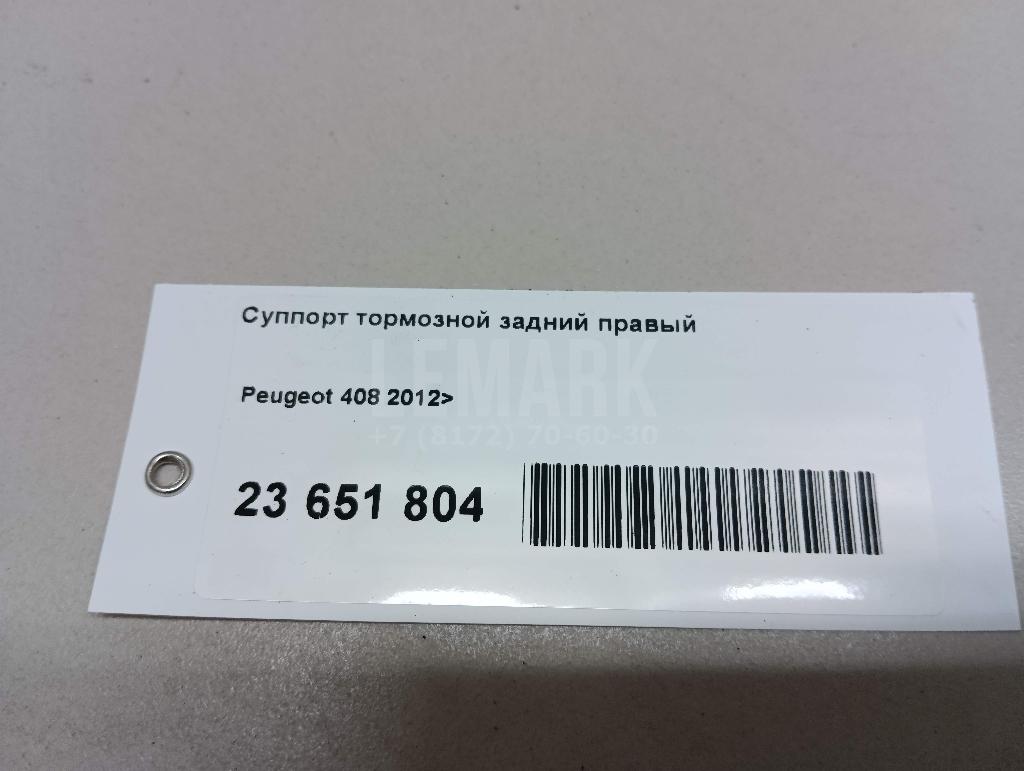 Суппорт тормозной задний правый
LEMARK
Peugeot 408 2012>
+7 (8172) 70-60-30
23 651 804